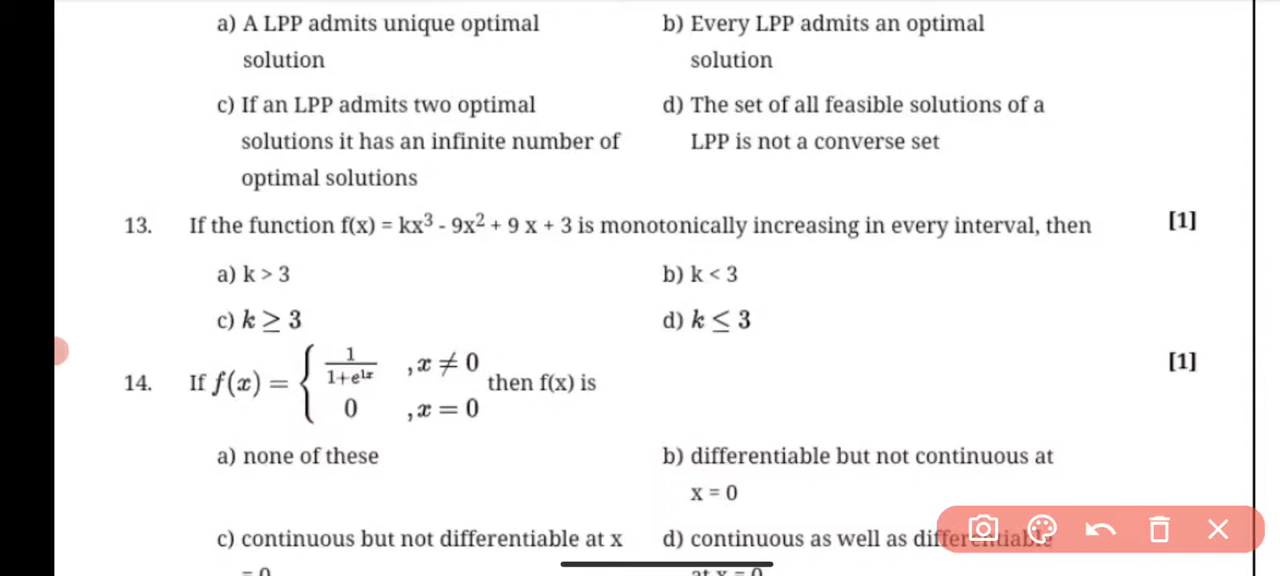 a) A LPP admits unique optimal solution
b) Every LPP admits an optimal solution
c) If an LPP admits two optimal solutions it has an infinite number of optimal solutions
d) The set of all feasible solutions of a LPP is not a converse set
13. If the function f(x) = kx³ - 9x² + 9 x + 3 is monotonically increasing in every interval, then [1]
a) k > 3
b) k < 3
c) k ≥ 3
d) k ≤ 3
14. If f(x) = { 1/(1+e^{1x}) , x ≠ 0
0 , x = 0 then f(x) is [1]
a) none of these
b) differentiable but not continuous at x = 0
c) continuous but not differentiable at x = 0
d) continuous as well as differentiable at x = 0